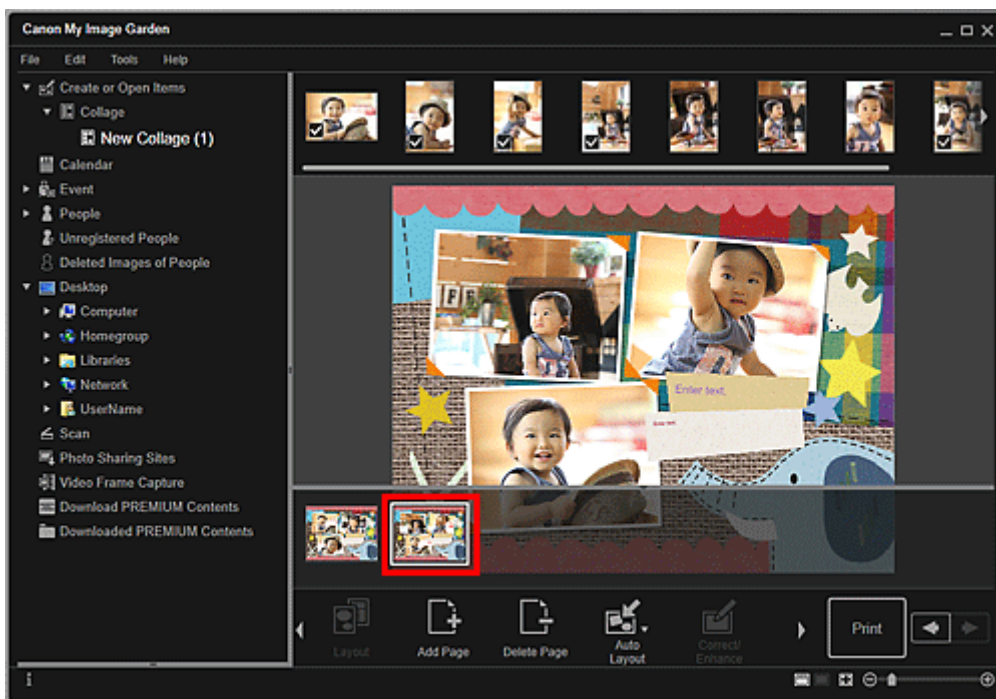 Canon My Image Garden
File Edit Tools Help
Create or Open Items
Collage
New Collage (1)
Calendar
Event
People
Unregistered People
Deleted Images of People
Desktop
Computer
Homegroup
Libraries
Network
UserName
Scan
Photo Sharing Sites
Video Frame Capture
Download PREMIUM Contents
Downloaded PREMIUM Contents
Enter text,
Enter text
Layout
Add Page
Delete Page
Auto
Layout
Correct/
Enhance
Print